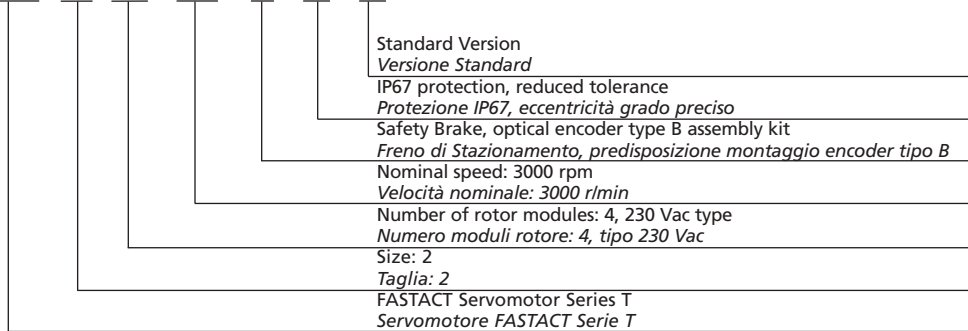 Standard Version
Versione Standard
IP67 protection, reduced tolerance
Protezione IP67, eccentricità grado preciso
Safety Brake, optical encoder type B assembly kit
Freno di Stazionamento, predisposizione montaggio encoder tipo B
Nominal speed: 3000 rpm
Velocità nominale: 3000 r/min
Number of rotor modules: 4, 230 Vac type
Numero moduli rotore: 4, tipo 230 Vac
Size: 2
Taglia: 2
FASTACT Servomotor Series T
Servomotore FASTACT Serie T